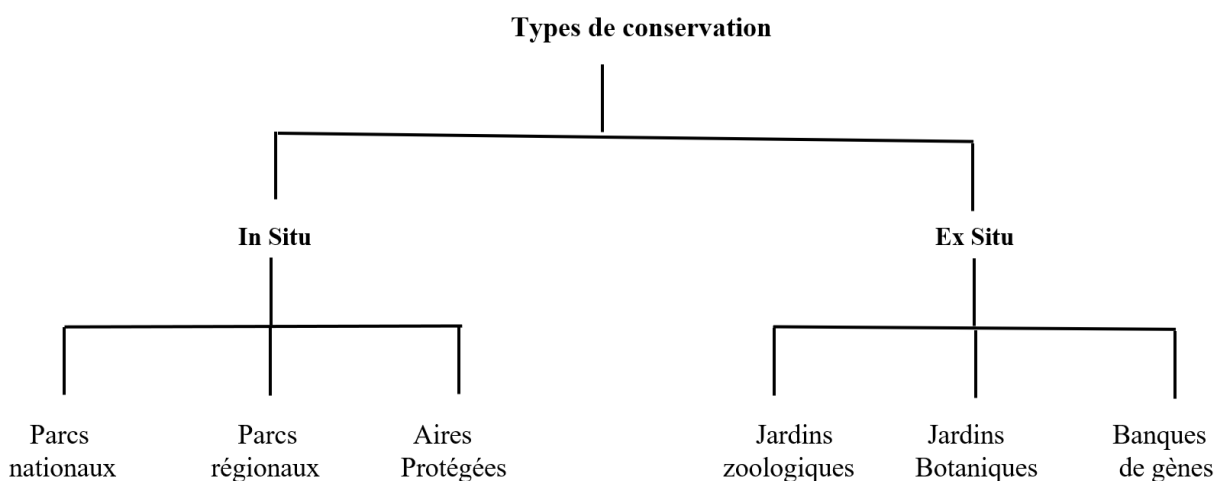 Types de conservation
In Situ
Ex Situ
Parcs
nationaux
Parcs
régionaux
Aires
Protégées
Jardins
zoologiques
Jardins
Botaniques
Banques
de gènes